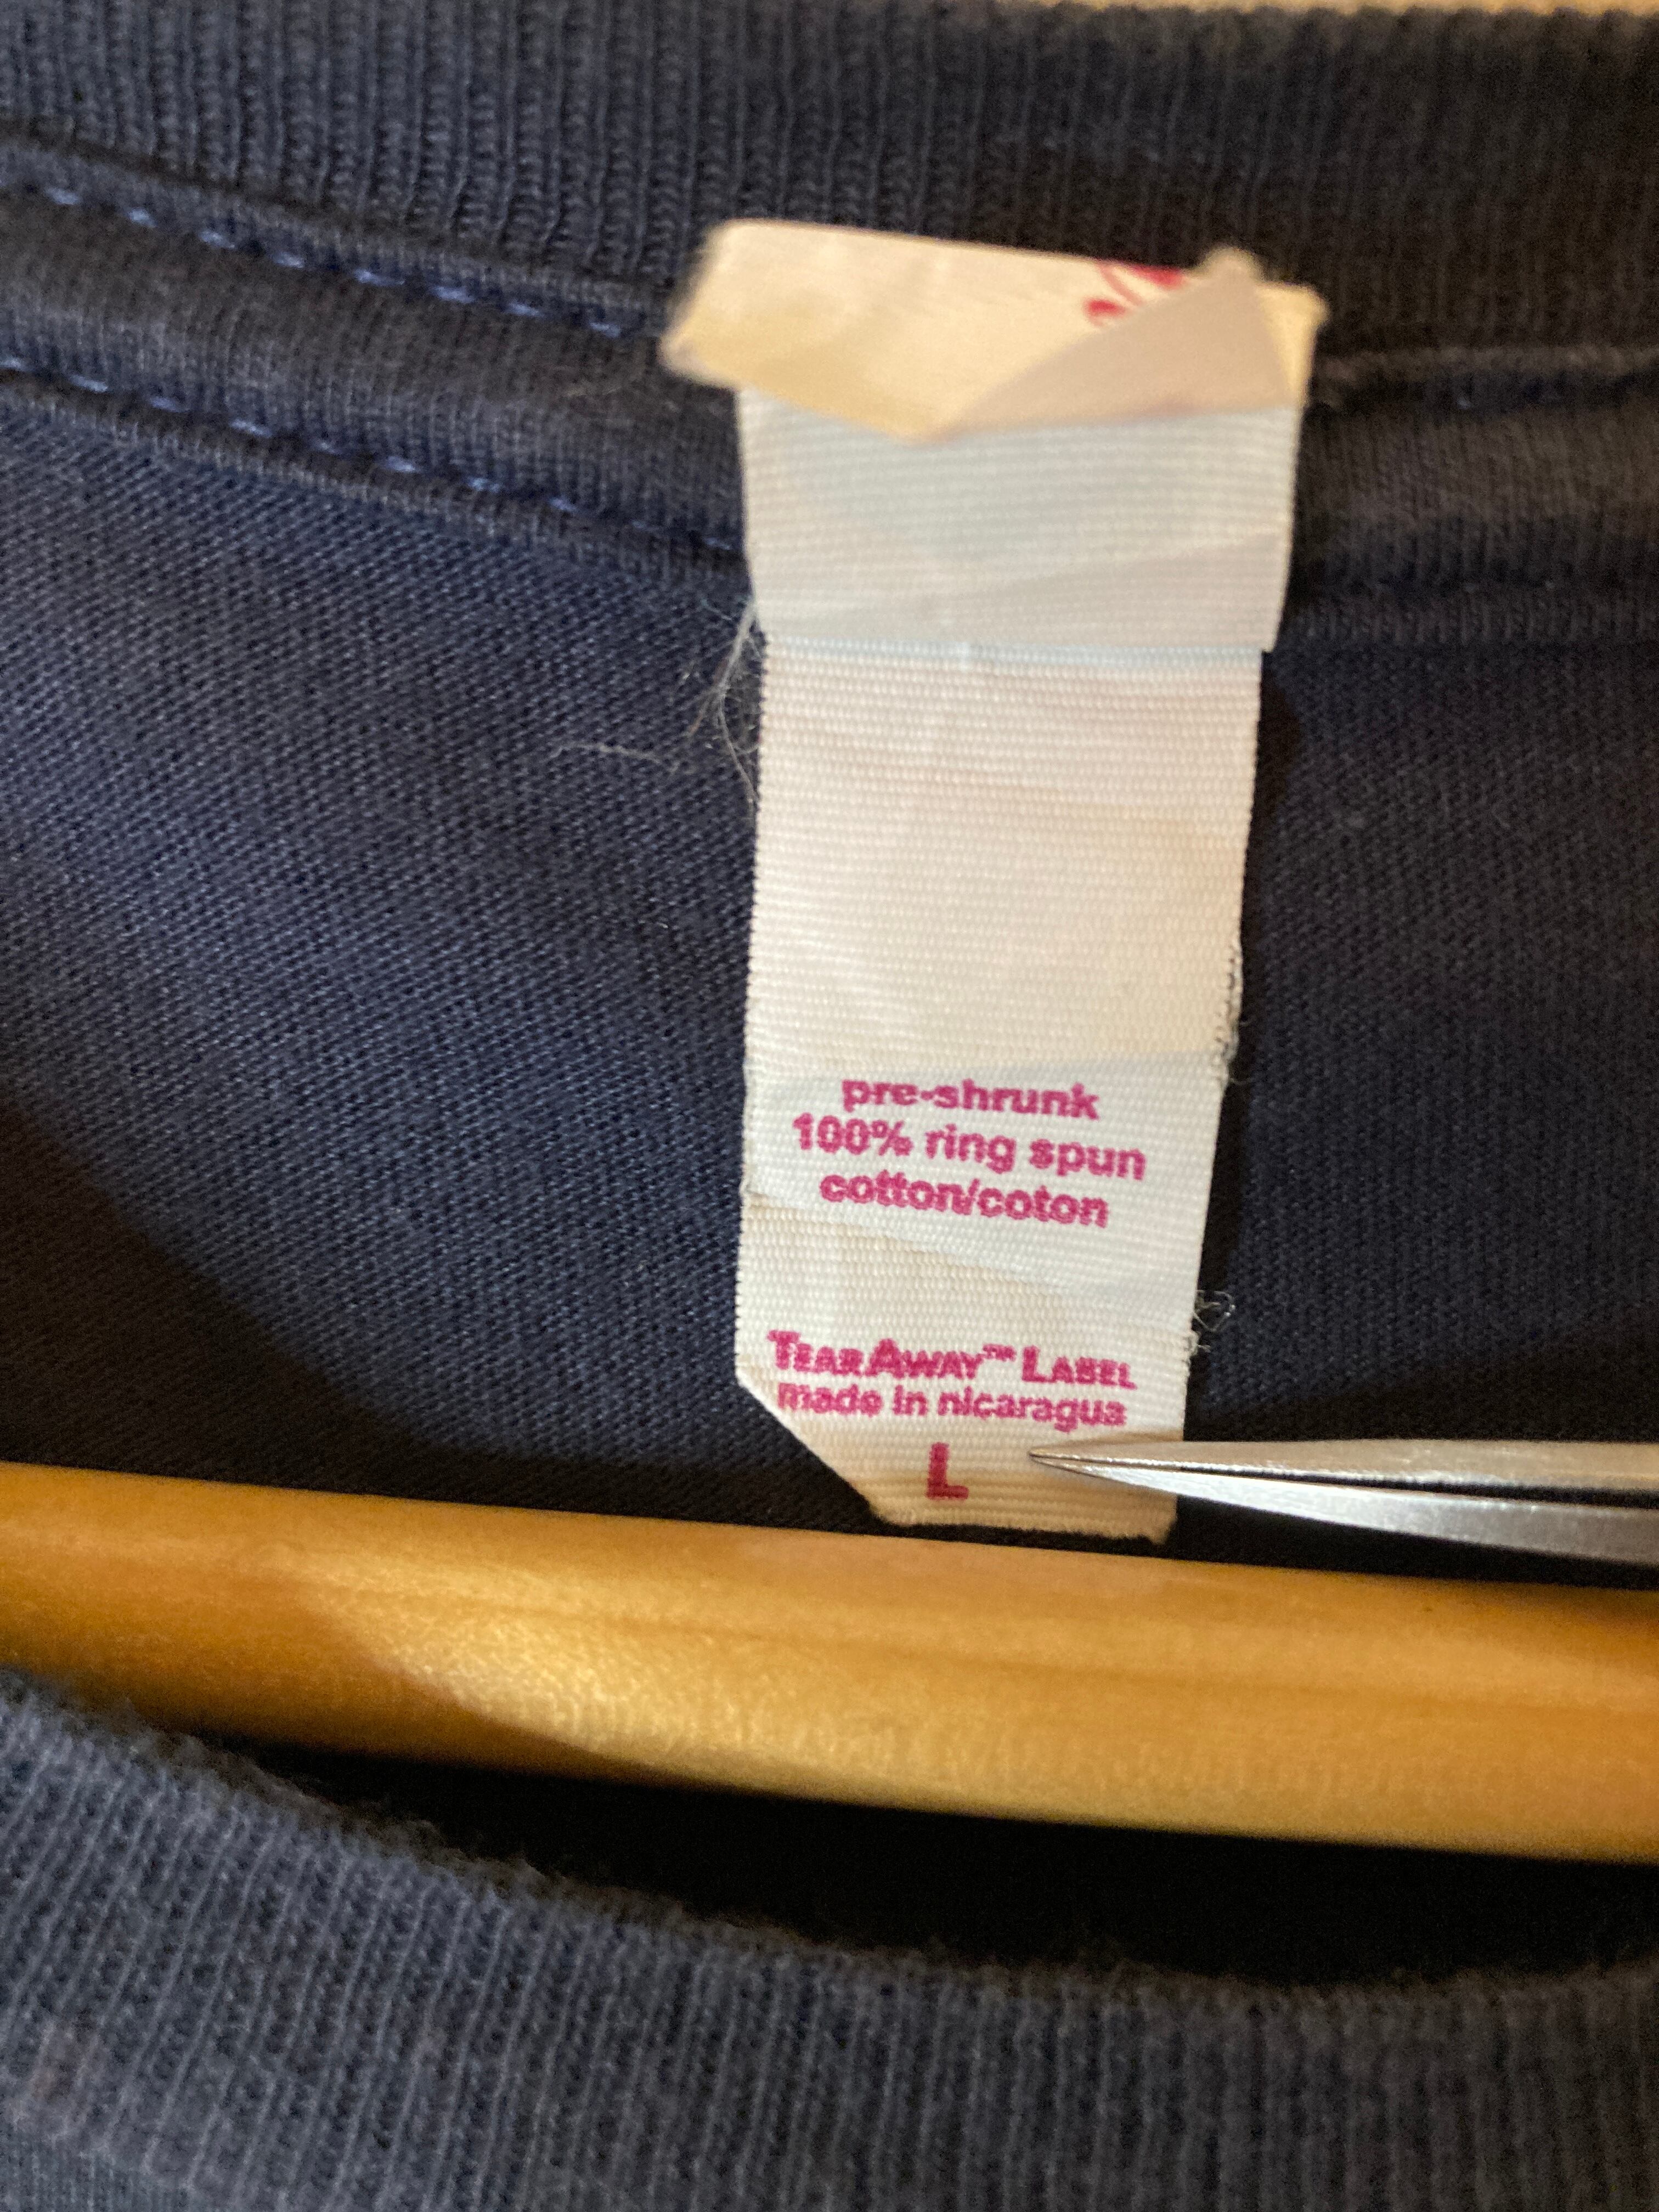 pre-shrunk
100% ring spun
cotton/coton
TEARAWAY™ LABEL
made in nicaragua
L